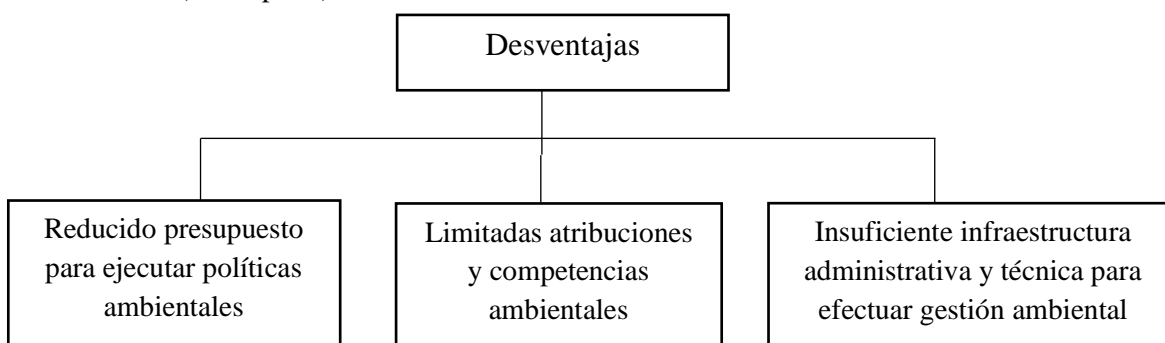 Desventajas
Reducido presupuesto
para ejecutar políticas
ambientales
Limitadas atribuciones
y competencias
ambientales
Insuficiente infraestructura
administrativa y técnica para
efectuar gestión ambiental